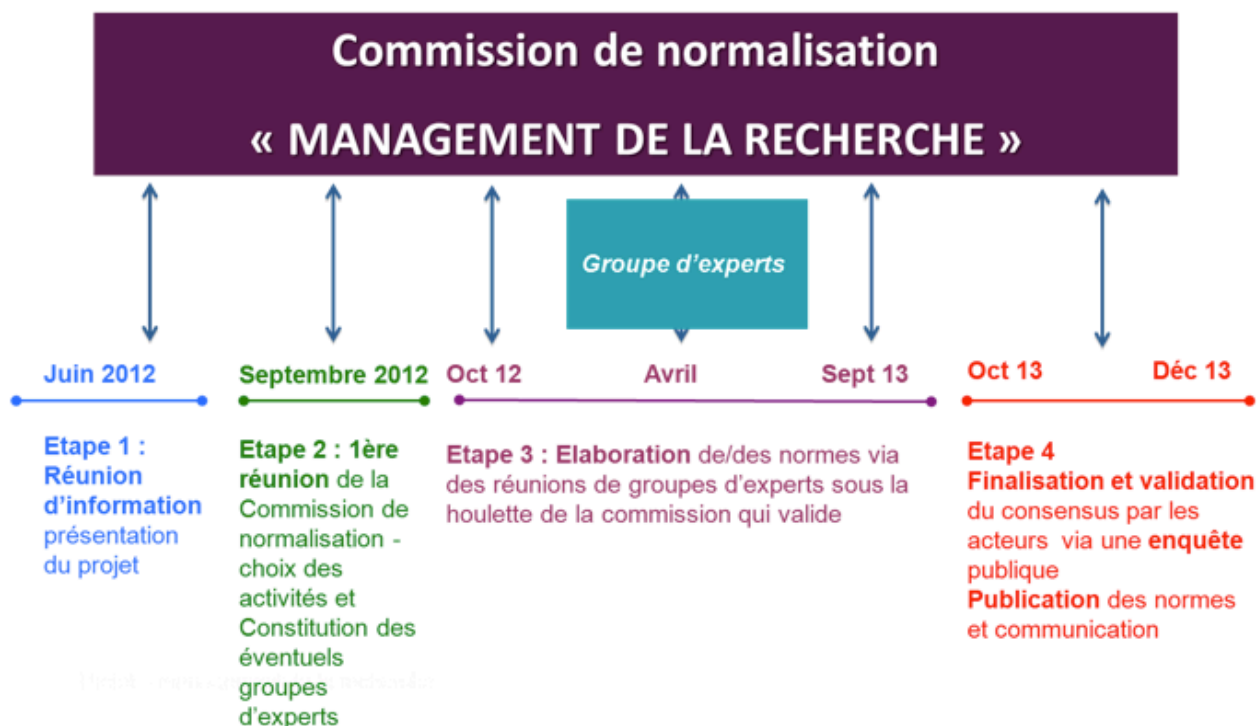 Commission de normalisation
« MANAGEMENT DE LA RECHERCHE »
Groupe d'experts
Juin 2012
Septembre 2012
Oct 12
Avril
Sept 13
Oct 13
Déc 13
Etape 1 :
Réunion
d'information
présentation
du projet
Etape 2 : 1ère
réunion de la
Commission de
normalisation -
choix des
activités et
Constitution des
éventuels
groupes
d'experts
Etape 3 : Elaboration de/des normes via
des réunions de groupes d'experts sous la
houlette de la commission qui valide
Etape 4
Finalisation et validation
du consensus par les
acteurs via une enquête
publique
Publication des normes
et communication